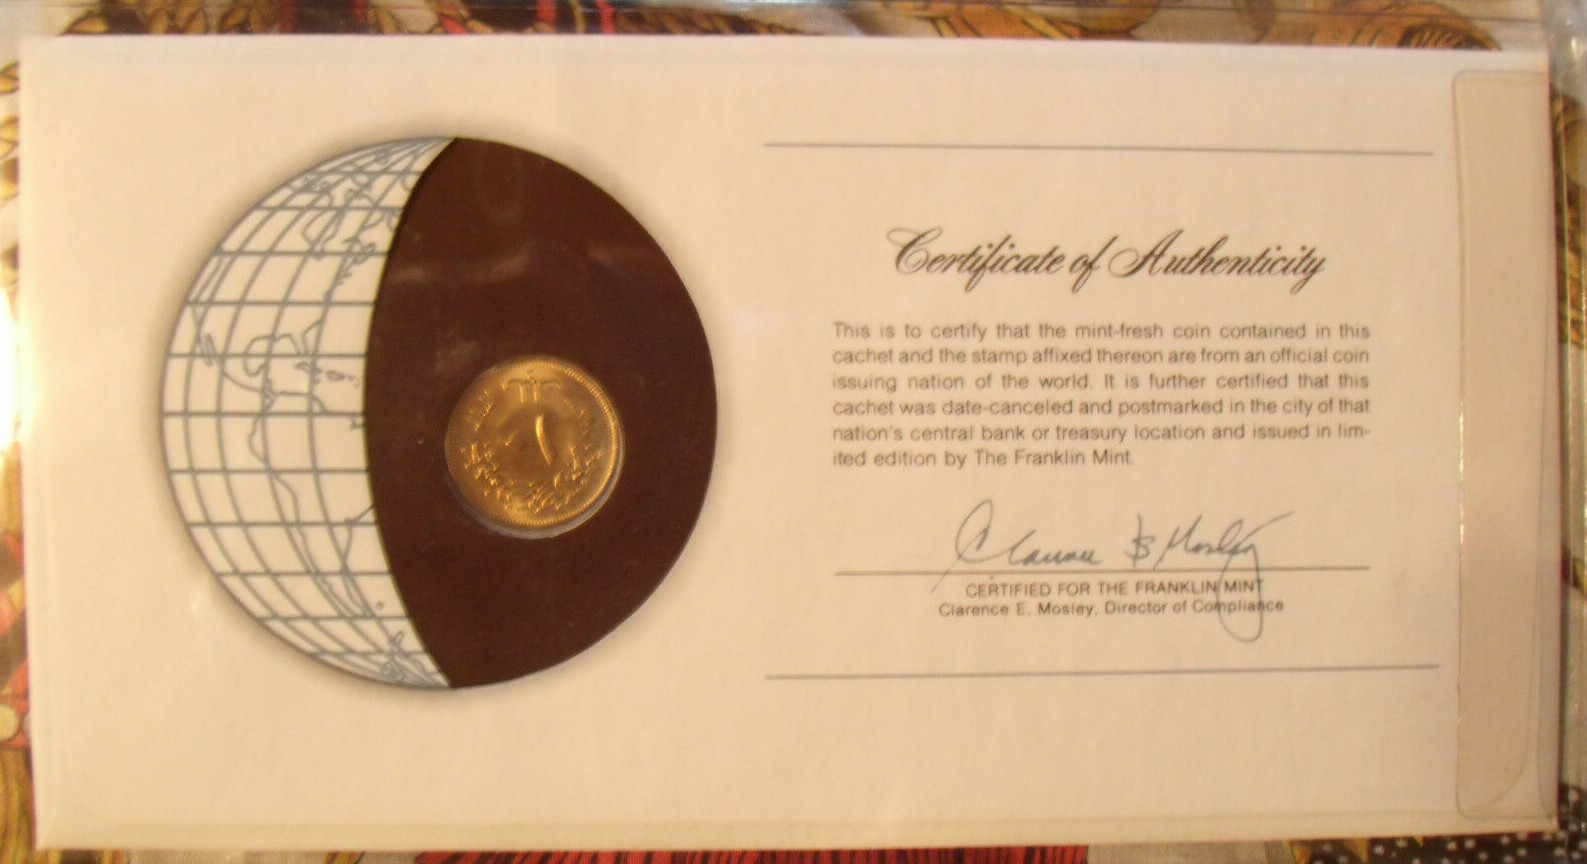 Certificate of Authenticity
This is to certify that the mint-fresh coin contained in this
cachet and the stamp affixed thereon are from an official coin
issuing nation of the world. It is further certified that this
cachet was date-canceled and postmarked in the city of that
nation's central bank or treasury location and issued in lim-
ited edition by The Franklin Mint.
CERTIFIED FOR THE FRANKLIN MINT
Clarence E. Mosley, Director of Compliance
١